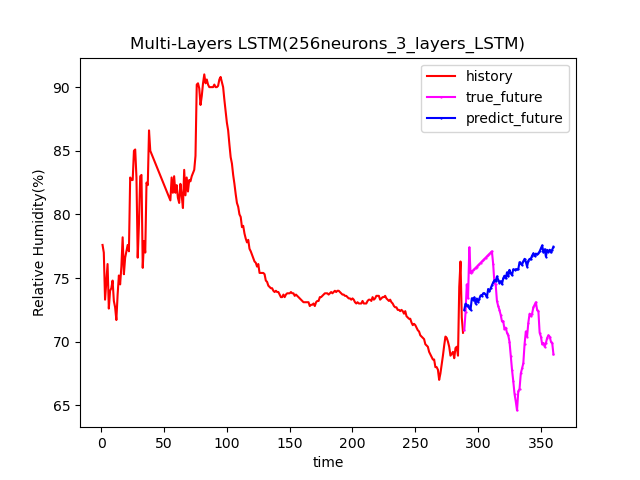 Multi-Layers LSTM(256neurons_3_layers_LSTM)
history
true_future
predict_future
Relative Humidity(%)
90
85
80
75
70
65
0 50 100 150 200 250 300 350
time